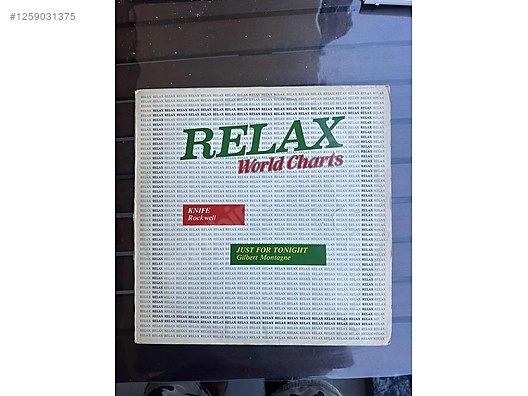 #1259031375
RELAX
World Charts
KNIFE
Rockwell
JUST FOR TONIGHT
Gilbert Montagne